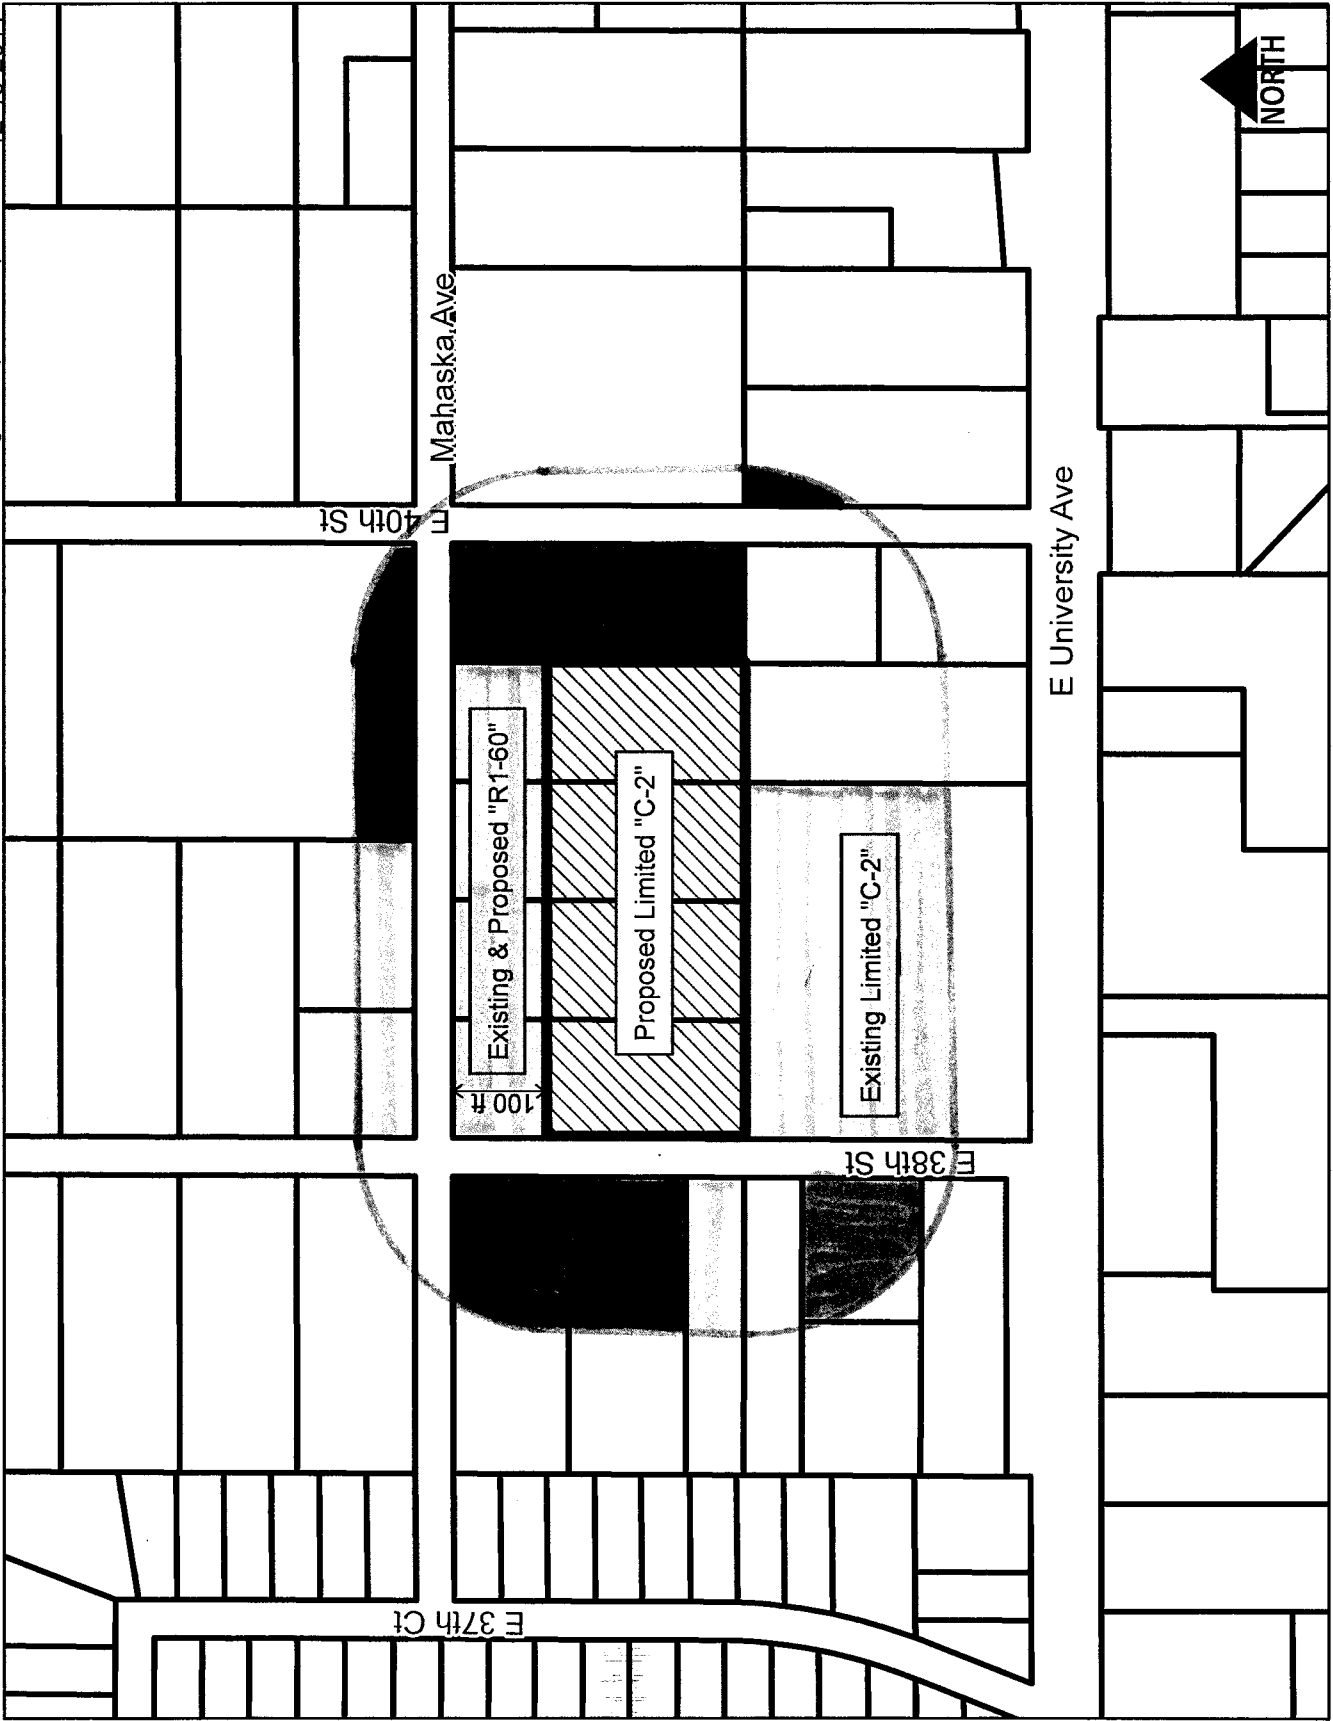 NORTH
Mahaska Ave
E 40th St
E University Ave
Existing & Proposed "R1-60"
Proposed Limited "C-2"
Existing Limited "C-2"
100 ft
E 38th St
E 37th Ct